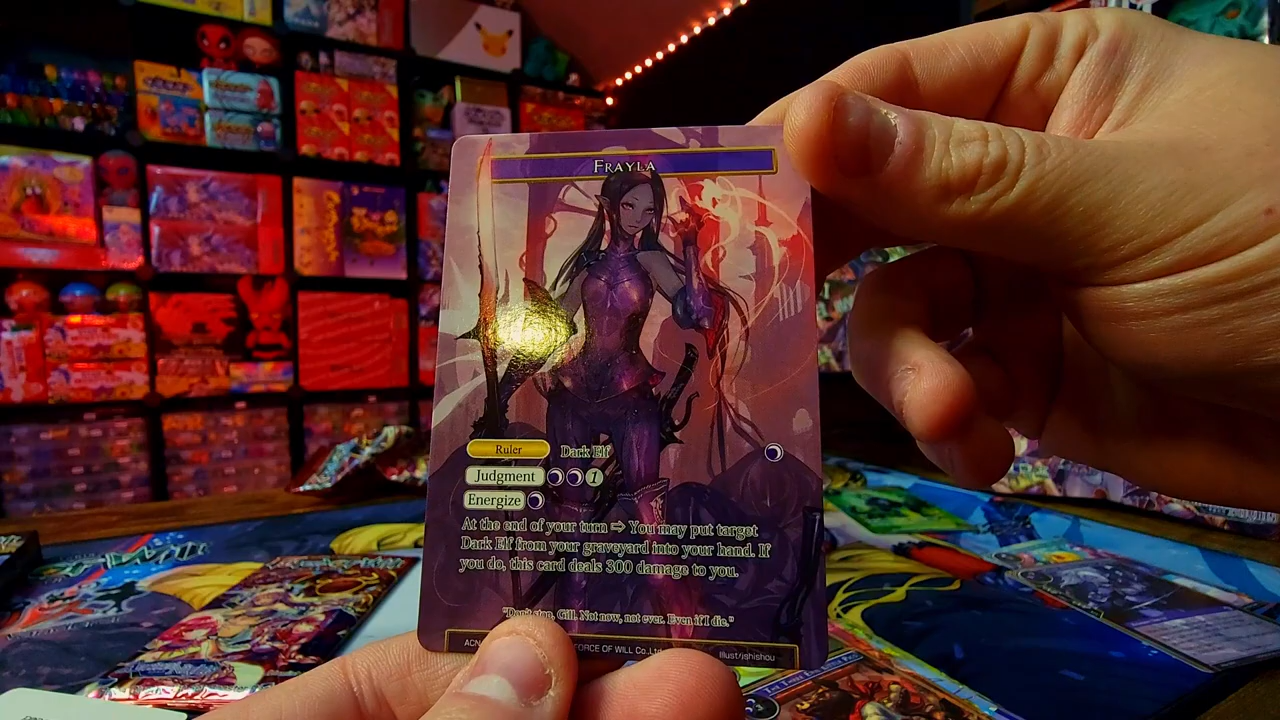 FRAYLA
Ruler Dark Elf
Judgment 1
Energize
At the end of your turn ⇒ You may put target
Dark Elf from your graveyard into your hand. If
you do, this card deals 300 damage to you.
"Don't stop, Gill. Not now, not ever. Even if I die."
ACN FORCE OF WILL Co.,Ltd. Illust/ishishou